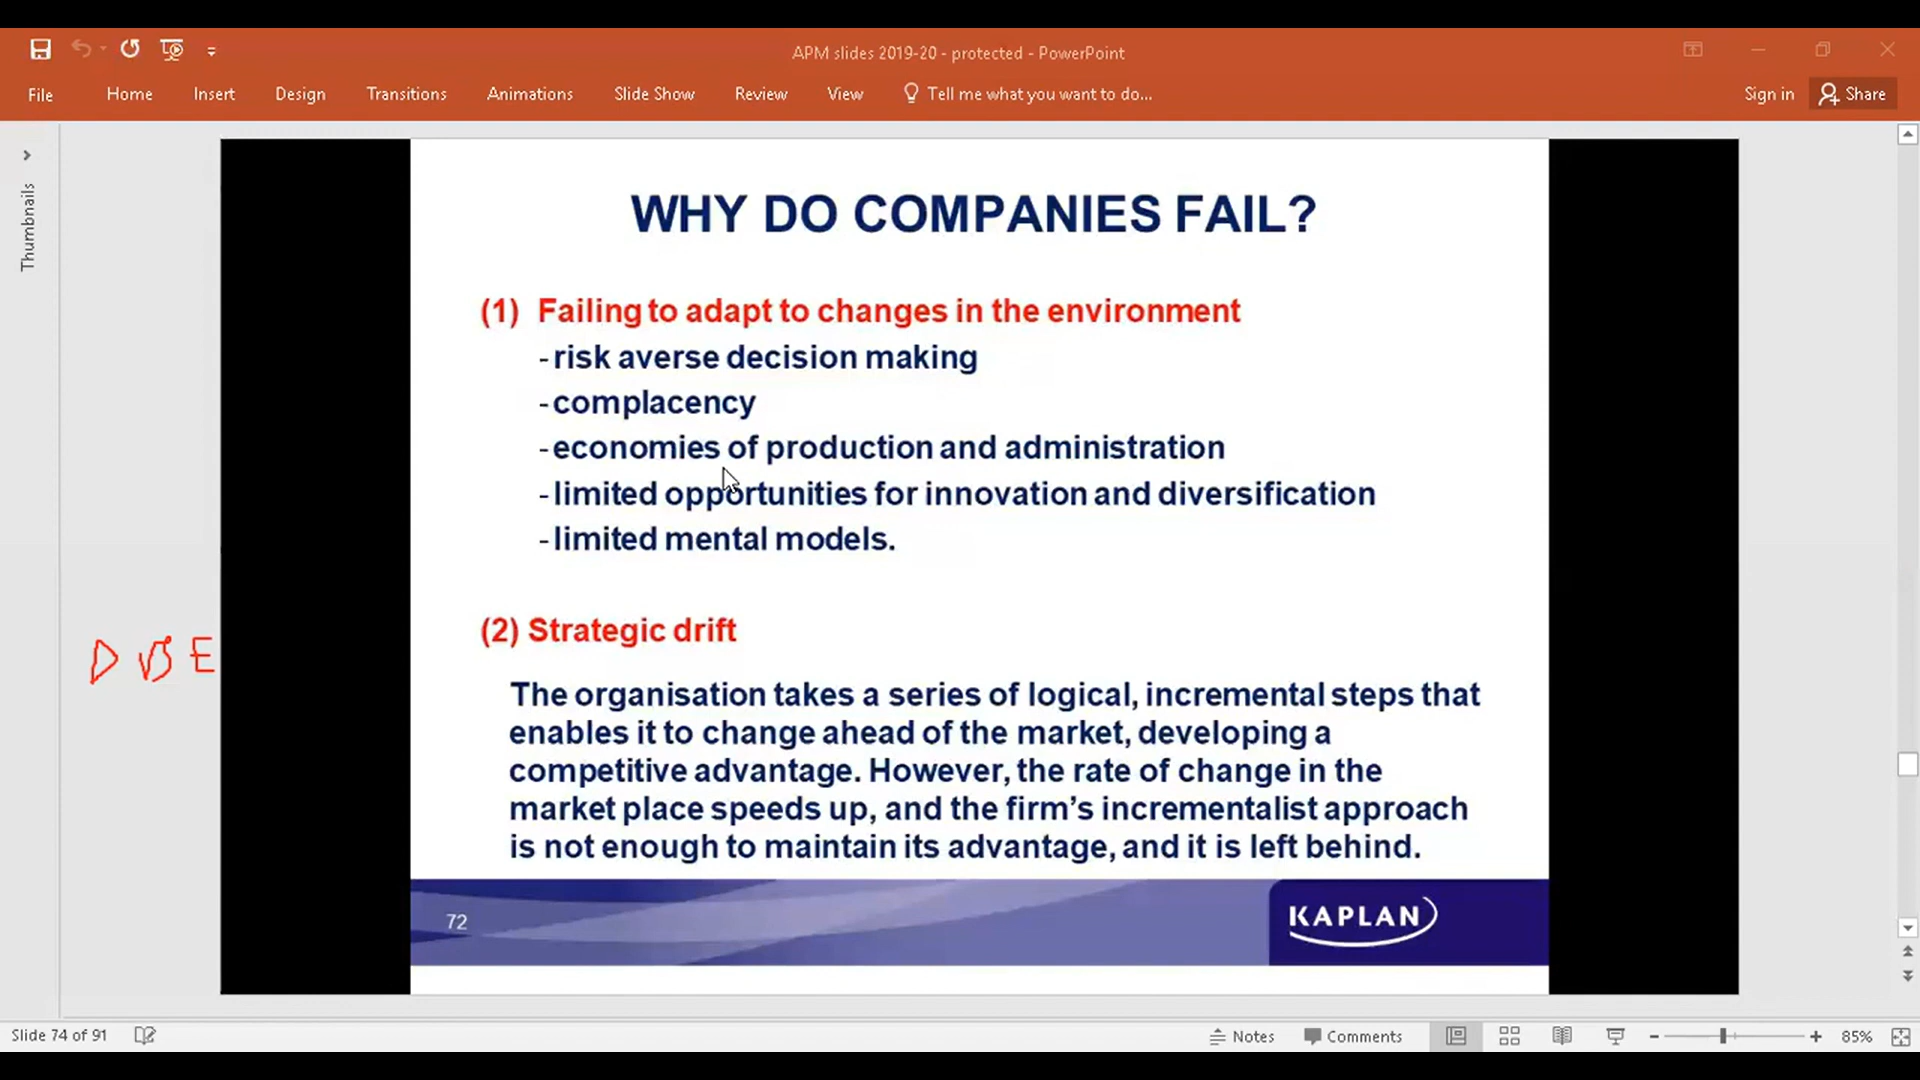 APM slides 2019-20 - protected - PowerPoint
File Home Insert Design Transitions Animations Slide Show Review View Tell me what you want to do... Sign in Share
Thumbnails
WHY DO COMPANIES FAIL?
(1) Failing to adapt to changes in the environment
- risk averse decision making
- complacency
- economies of production and administration
- limited opportunities for innovation and diversification
- limited mental models.
(2) Strategic drift
The organisation takes a series of logical, incremental steps that
enables it to change ahead of the market, developing a
competitive advantage. However, the rate of change in the
market place speeds up, and the firm's incrementalist approach
is not enough to maintain its advantage, and it is left behind.
72
KAPLAN
Slide 74 of 91 Notes Comments 85%